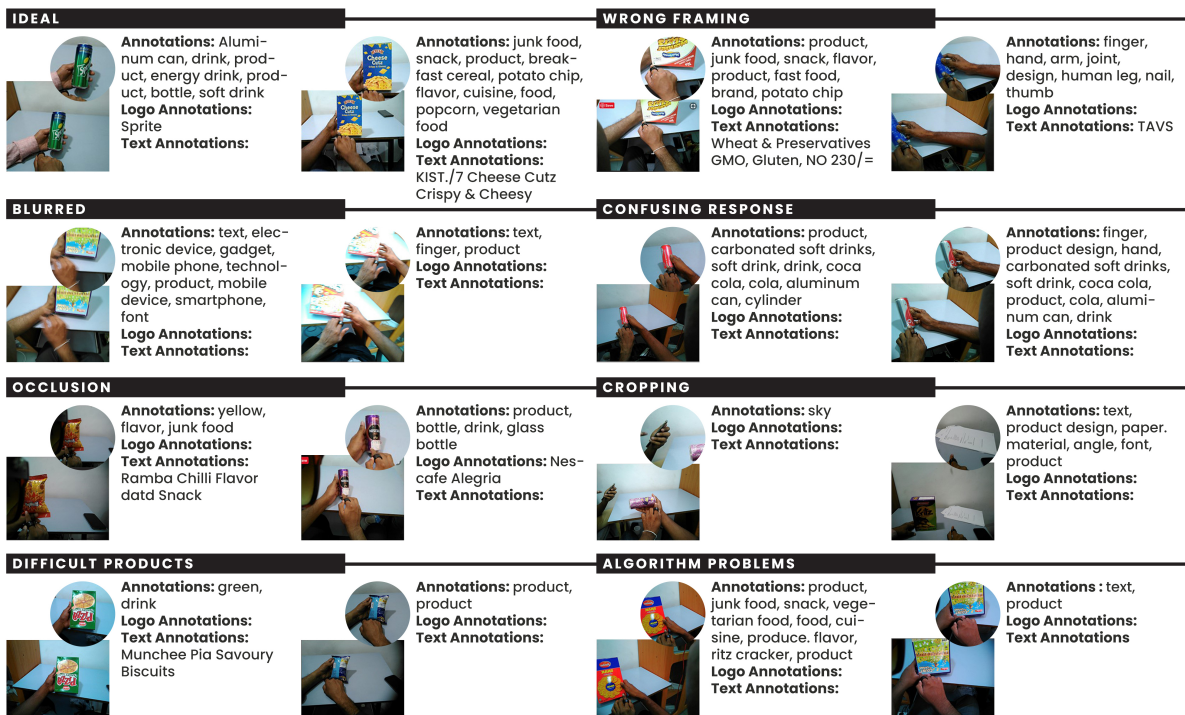 IDEAL
Annotations: Alumi-
num can, drink, prod-
uct, energy drink, prod-
uct, bottle, soft drink
Logo Annotations:
Sprite
Text Annotations:
Annotations: junk food,
snack, product, break-
fast cereal, potato chip,
flavor, cuisine, food,
popcorn, vegetarian
food
Logo Annotations:
Text Annotations:
KIST./7 Cheese Cutz
Crispy & Cheesy
Cheese
Cutz
Cheese
Cutz
WRONG FRAMING
Annotations: product,
junk food, snack, flavor,
product, fast food,
brand, potato chip
Logo Annotations:
Text Annotations:
Wheat & Preservatives
GMO, Gluten, NO 230/=
Annotations: finger,
hand, arm, joint,
design, human leg, nail,
thumb
Logo Annotations:
Text Annotations: TAVS
BLURRED
Annotations: text, elec-
tronic device, gadget,
mobile phone, technol-
ogy, product, mobile
device, smartphone,
font
Logo Annotations:
Text Annotations:
Annotations: text,
finger, product
Logo Annotations:
Text Annotations:
CONFUSING RESPONSE
Annotations: product,
carbonated soft drinks,
soft drink, drink, coca
cola, cola, aluminum
can, cylinder
Logo Annotations:
Text Annotations:
Annotations: finger,
product design, hand,
carbonated soft drinks,
soft drink, coca cola,
product, cola, alumi-
num can, drink
Logo Annotations:
Text Annotations:
OCCLUSION
Annotations: yellow,
flavor, junk food
Logo Annotations:
Text Annotations:
Ramba Chilli Flavor
datd Snack
Annotations: product,
bottle, drink, glass
bottle
Logo Annotations: Nes-
cafe Alegria
Text Annotations:
CROPPING
Annotations: sky
Logo Annotations:
Text Annotations:
Annotations: text,
product design, paper.
material, angle, font,
product
Logo Annotations:
Text Annotations:
DIFFICULT PRODUCTS
Annotations: green,
drink
Logo Annotations:
Text Annotations:
Munchee Pia Savoury
Biscuits
Annotations: product,
product
Logo Annotations:
Text Annotations:
ALGORITHM PROBLEMS
Annotations: product,
junk food, snack, vege-
tarian food, food, cui-
sine, produce. flavor,
ritz cracker, product
Logo Annotations:
Text Annotations:
Annotations : text,
product
Logo Annotations:
Text Annotations